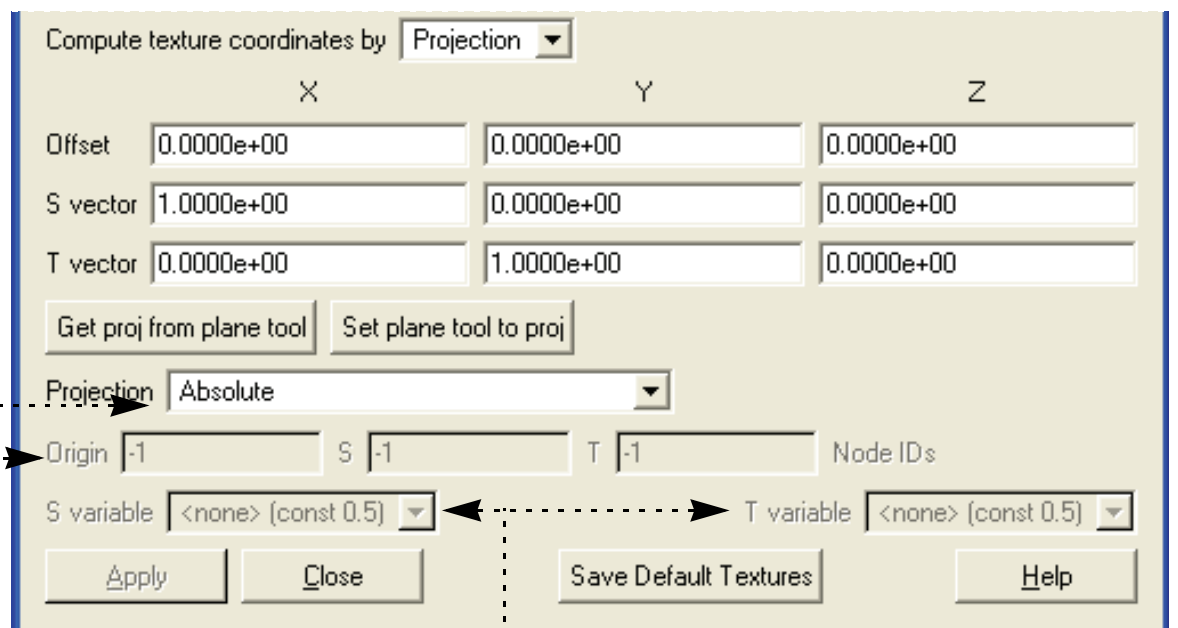 Compute texture coordinates by Projection
X Y Z
Offset 0.0000e+00 0.0000e+00 0.0000e+00
S vector 1.0000e+00 0.0000e+00 0.0000e+00
T vector 0.0000e+00 1.0000e+00 0.0000e+00
Get proj from plane tool Set plane tool to proj
Projection Absolute
Origin -1 S -1 T -1 Node IDs
S variable <none> (const 0.5) T variable <none> (const 0.5)
Apply Close Save Default Textures Help